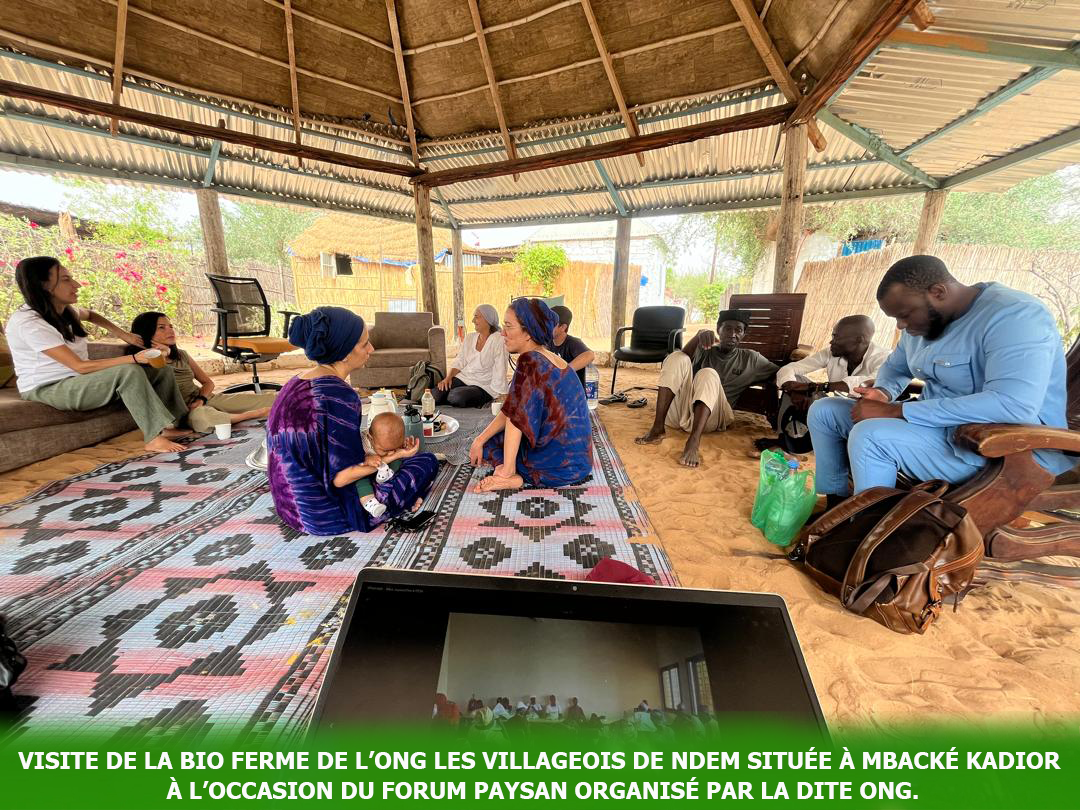 VISITE DE LA BIO FERME DE L’ONG LES VILLAGEOIS DE NDEM SITUÉE À MBACKÉ KADIOR
À L’OCCASION DU FORUM PAYSAN ORGANISÉ PAR LA DITE ONG.